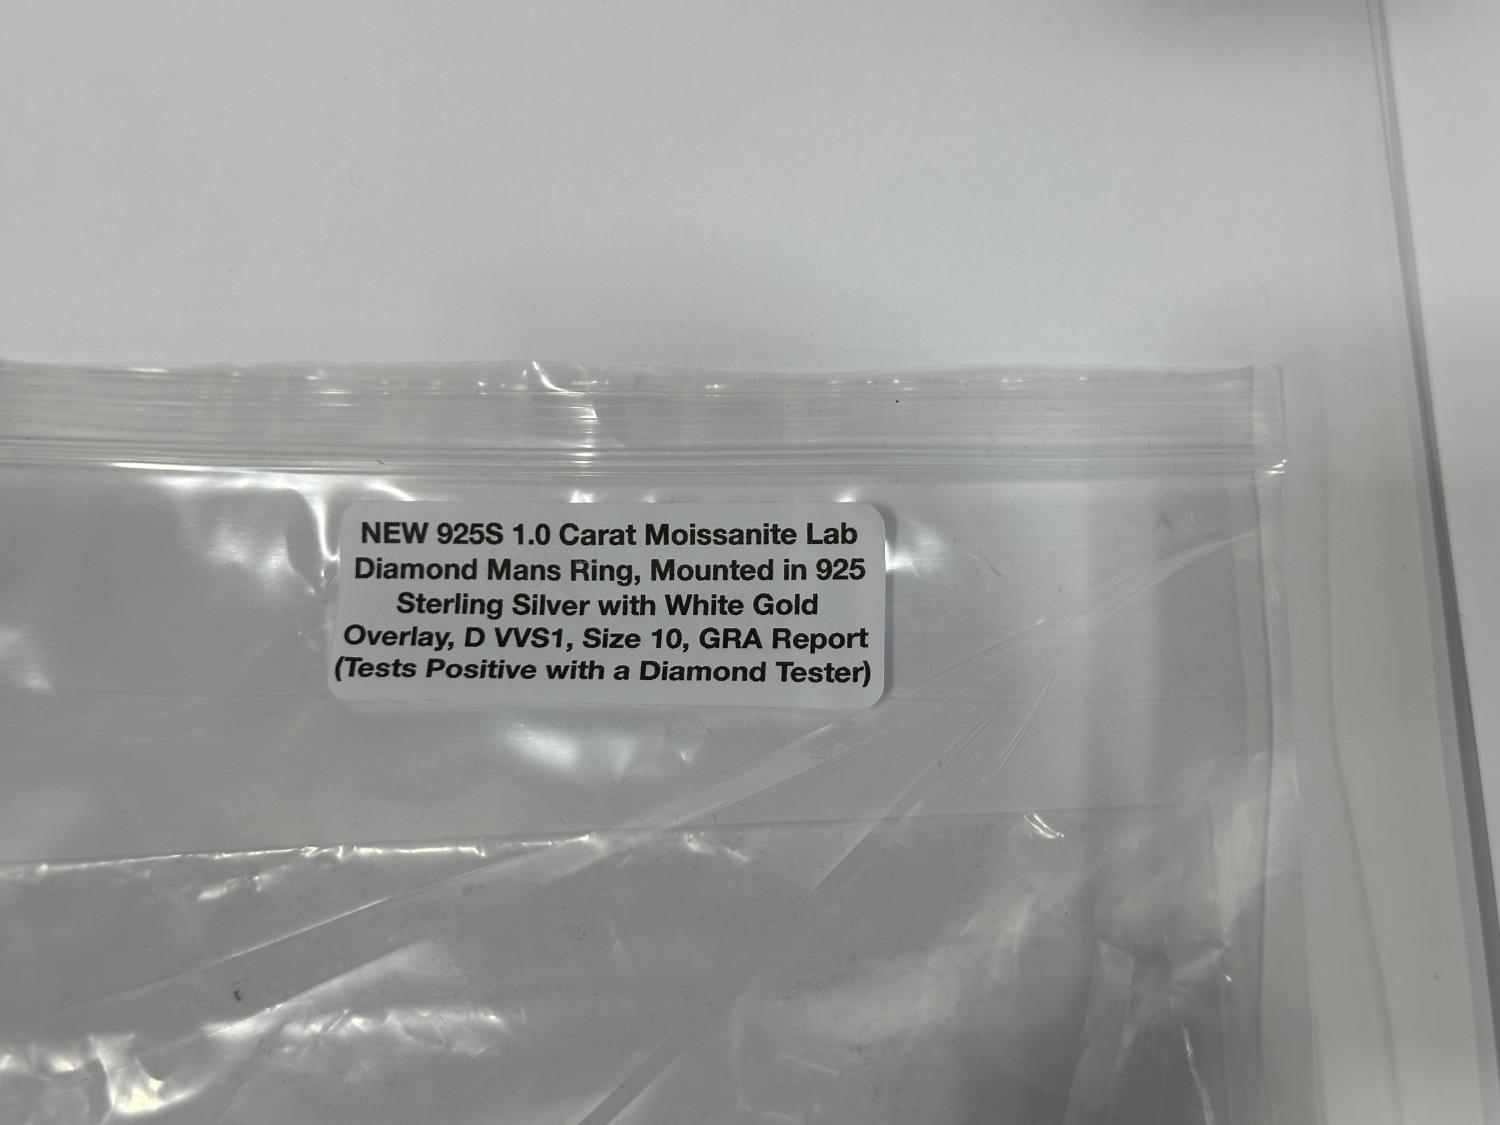 NEW 925S 1.0 Carat Moissanite Lab
Diamond Mans Ring, Mounted in 925
Sterling Silver with White Gold
Overlay, D VVS1, Size 10, GRA Report
(Tests Positive with a Diamond Tester)